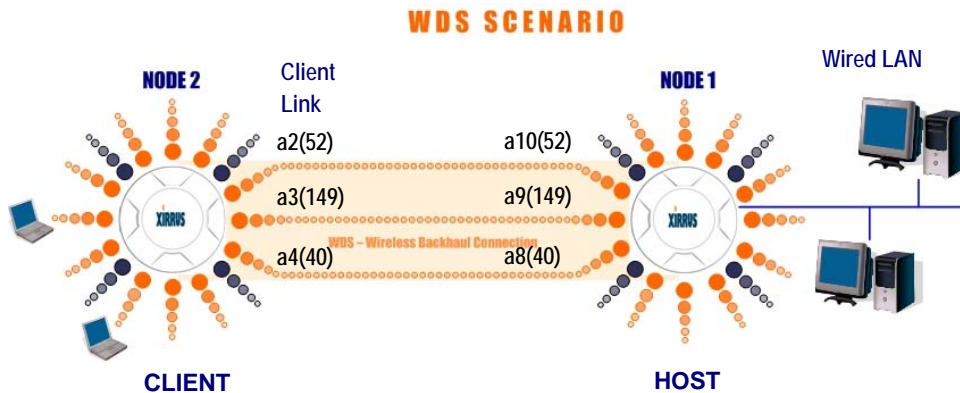 WDS SCENARIO
NODE 2
Client
Link
NODE 1
Wired LAN
a2(52)
a10(52)
a3(149)
a9(149)
XIRRUS
XIRRUS
WDS – Wireless Backhaul Connection
a4(40)
a8(40)
CLIENT
HOST